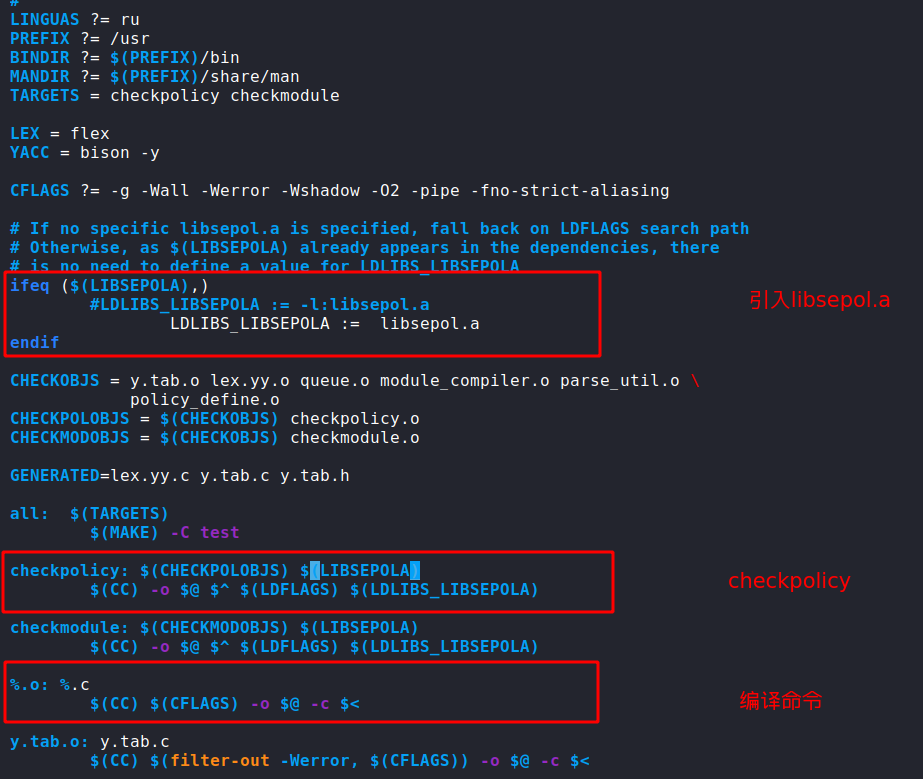 #
LINGUAS ?= ru
PREFIX ?= /usr
BINDIR ?= $(PREFIX)/bin
MANDIR ?= $(PREFIX)/share/man
TARGETS = checkpolicy checkmodule
LEX = flex
YACC = bison -y
CFLAGS ?= -g -Wall -Werror -Wshadow -O2 -pipe -fno-strict-aliasing
# If no specific libsepol.a is specified, fall back on LDFLAGS search path
# Otherwise, as $(LIBSEPOLA) already appears in the dependencies, there
# is no need to define a value for LDLIBS_LIBSEPOLA
ifeq ($(LIBSEPOLA),)
#LDLIBS_LIBSEPOLA := -l:libsepol.a
引入libsepol.a
LDLIBS_LIBSEPOLA :=  libsepol.a
endif
CHECKOBJS = y.tab.o lex.yy.o queue.o module_compiler.o parse_util.o \
policy_define.o
CHECKPOLOBJS = $(CHECKOBJS) checkpolicy.o
CHECKMODOBJS = $(CHECKOBJS) checkmodule.o
GENERATED=lex.yy.c y.tab.c y.tab.h
all:  $(TARGETS)
$(MAKE) -C test
checkpolicy: $(CHECKPOLOBJS) $(LIBSEPOLA)
checkpolicy
$(CC) -o $@ $^ $(LDFLAGS) $(LDLIBS_LIBSEPOLA)
checkmodule: $(CHECKMODOBJS) $(LIBSEPOLA)
$(CC) -o $@ $^ $(LDFLAGS) $(LDLIBS_LIBSEPOLA)
%.o: %.c
$(CC) $(CFLAGS) -o $@ -c $<
编译命令
y.tab.o: y.tab.c
$(CC) $(filter-out -Werror, $(CFLAGS)) -o $@ -c $<